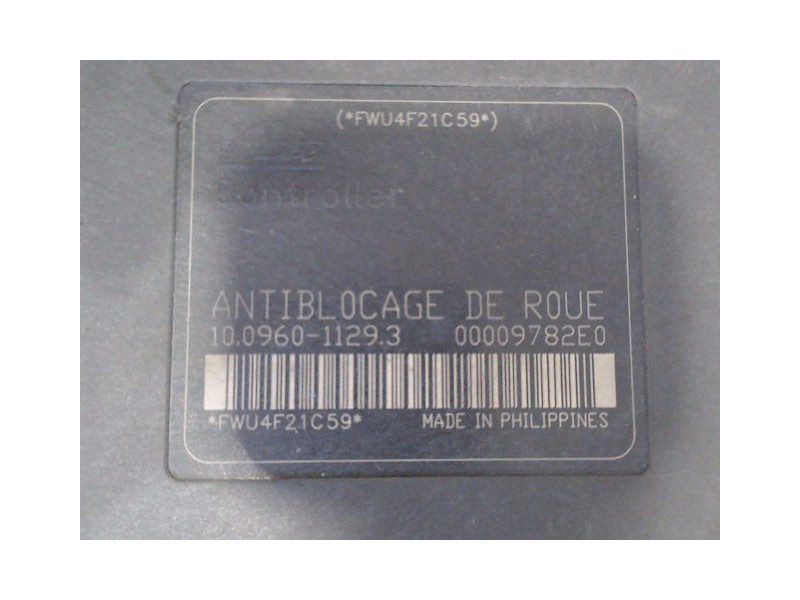 (*FWU4F21C59*)
Controller
ANTIBLOCAGE DE ROUE
10.0960-1129.3 00009782E0
*FWU4F21C59* MADE IN PHILIPPINES